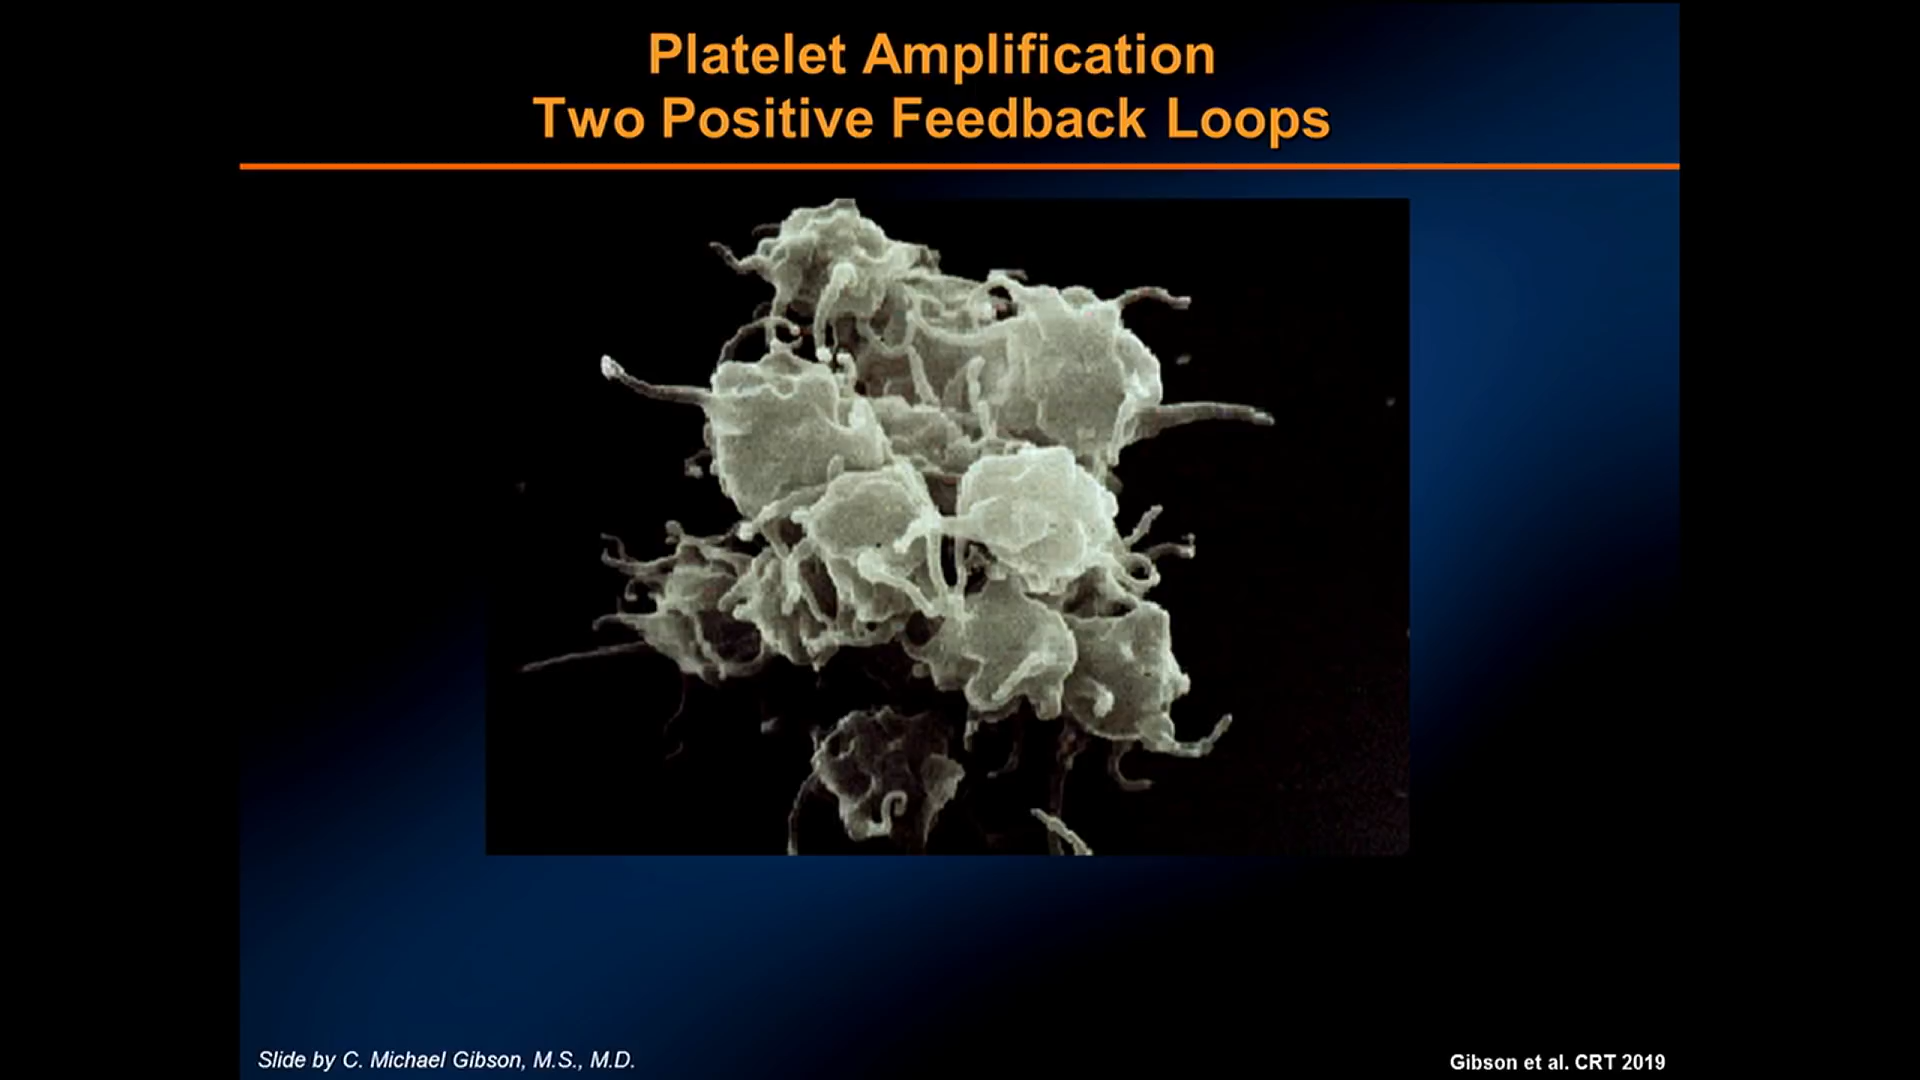 Platelet Amplification
Two Positive Feedback Loops
Slide by C. Michael Gibson, M.S., M.D.
Gibson et al. CRT 2019